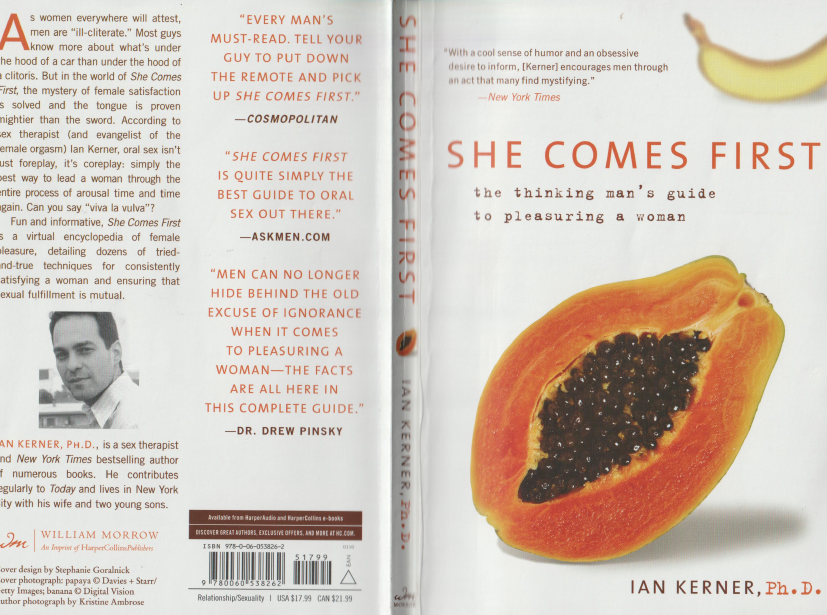 As women everywhere will attest,
men are "ill-cliterate." Most guys
know more about what's under
the hood of a car than under the hood of
a clitoris. But in the world of She Comes
First, the mystery of female satisfaction
is solved and the tongue is proven
mightier than the sword. According to
sex therapist (and evangelist of the
female orgasm) Ian Kerner, oral sex isn't
just foreplay, it's coreplay: simply the
best way to lead a woman through the
entire process of arousal time and time
again. Can you say "viva la vulva"?
Fun and informative, She Comes First
is a virtual encyclopedia of female
pleasure, detailing dozens of tried-
and-true techniques for consistently
satisfying a woman and ensuring that
sexual fulfillment is mutual.
IAN KERNER, PH.D., is a sex therapist
and New York Times bestselling author
of numerous books. He contributes
regularly to Today and lives in New York
City with his wife and two young sons.
WILLIAM MORROW
An Imprint of HarperCollinsPublishers
Cover design by Stephanie Goralnick
Cover photograph: papaya © Davies + Starr/
Getty Images; banana © Digital Vision
Author photograph by Kristine Ambrose
"EVERY MAN'S
MUST-READ. TELL YOUR
GUY TO PUT DOWN
THE REMOTE AND PICK
UP SHE COMES FIRST."
—COSMOPOLITAN
"SHE COMES FIRST
IS QUITE SIMPLY THE
BEST GUIDE TO ORAL
SEX OUT THERE."
—ASKMEN.COM
"MEN CAN NO LONGER
HIDE BEHIND THE OLD
EXCUSE OF IGNORANCE
WHEN IT COMES
TO PLEASURING A
WOMAN—THE FACTS
ARE ALL HERE IN
THIS COMPLETE GUIDE."
—DR. DREW PINSKY
Available from HarperAudio and HarperCollins e-books
DISCOVER GREAT AUTHORS, EXCLUSIVE OFFERS, AND MORE AT HC.COM.
ISBN 978-0-06-053826-2
51799
9 780060 538262
EAN
Relationship/Sexuality | USA $17.99 CAN $21.99
SHE COMES FIRST
IAN KERNER, Ph.D.
"With a cool sense of humor and an obsessive
desire to inform, [Kerner] encourages men through
an act that many find mystifying."
—New York Times
SHE COMES FIRST
the thinking man's guide
to pleasuring a woman
IAN KERNER, Ph.D.